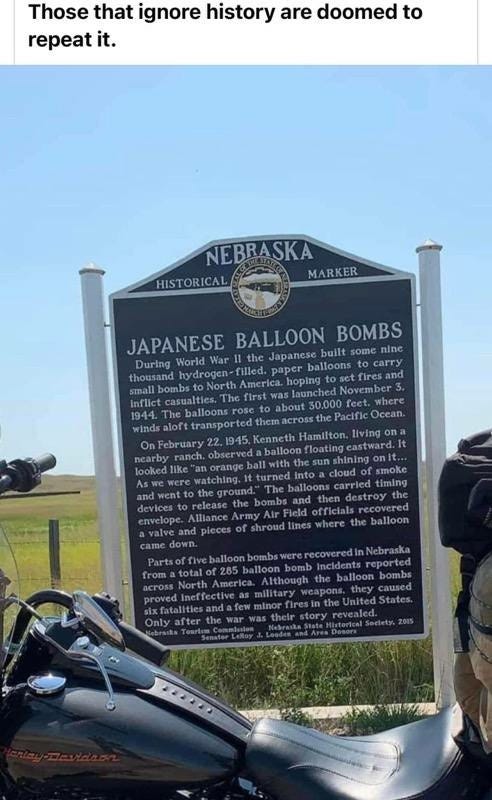 Those that ignore history are doomed to
repeat it.
NEBRASKA
HISTORICAL MARKER
JAPANESE BALLOON BOMBS
During World War II the Japanese built some nine
thousand hydrogen-filled, paper balloons to carry
small bombs to North America, hoping to set fires and
inflict casualties. The first was launched November 3,
1944. The balloons rose to about 30,000 feet, where
winds aloft transported them across the Pacific Ocean.
On February 22, 1945, Kenneth Hamilton, living on a
nearby ranch, observed a balloon floating eastward. It
looked like "an orange ball with the sun shining on it...
As we were watching, it turned into a cloud of smoke
and went to the ground." The balloons carried timing
devices to release the bombs and then destroy the
envelope. Alliance Army Air Field officials recovered
a valve and pieces of shroud lines where the balloon
came down.
Parts of five balloon bombs were recovered in Nebraska
from a total of 285 balloon bomb incidents reported
across North America. Although the balloon bombs
proved ineffective as military weapons, they caused
six fatalities and a few minor fires in the United States.
Only after the war was their story revealed.
Nebraska Tourism Commission Nebraska State Historical Society, 2015
Senator LeRoy J. Louden and Area Donors
Harley-Davidson